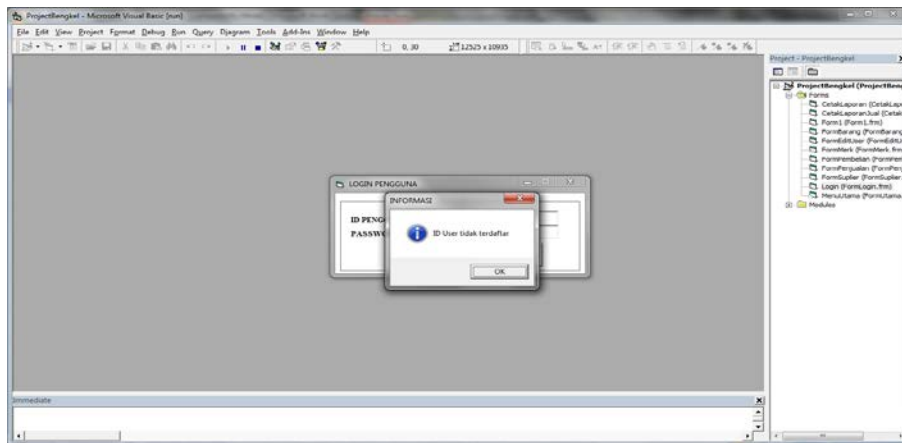 ProjectBengkel - Microsoft Visual Basic [run]
File Edit View Project Format Debug Run Query Diagram Tools Add-Ins Window Help
0, 30
12525 x 10935
Project - ProjectBengkel
ProjectBengkel (ProjectBeng
Forms
CetakLaporan (CetakLap
CetakLaporanJual (Cetak
Form1 (Form1.frm)
FormBarang (FormBarang
FormEditUser (FormEditU
FormMerk (FormMerk.frm
FormPembelian (FormPem
FormPenjualan (FormPenj
FormSuplier (FormSuplier
Login (FormLogin.frm)
MenuUtama (FormUtama
Modules
LOGIN PENGGUNA
INFORMASI
ID PENG
PASSW
ID User tidak terdaftar
OK
Immediate